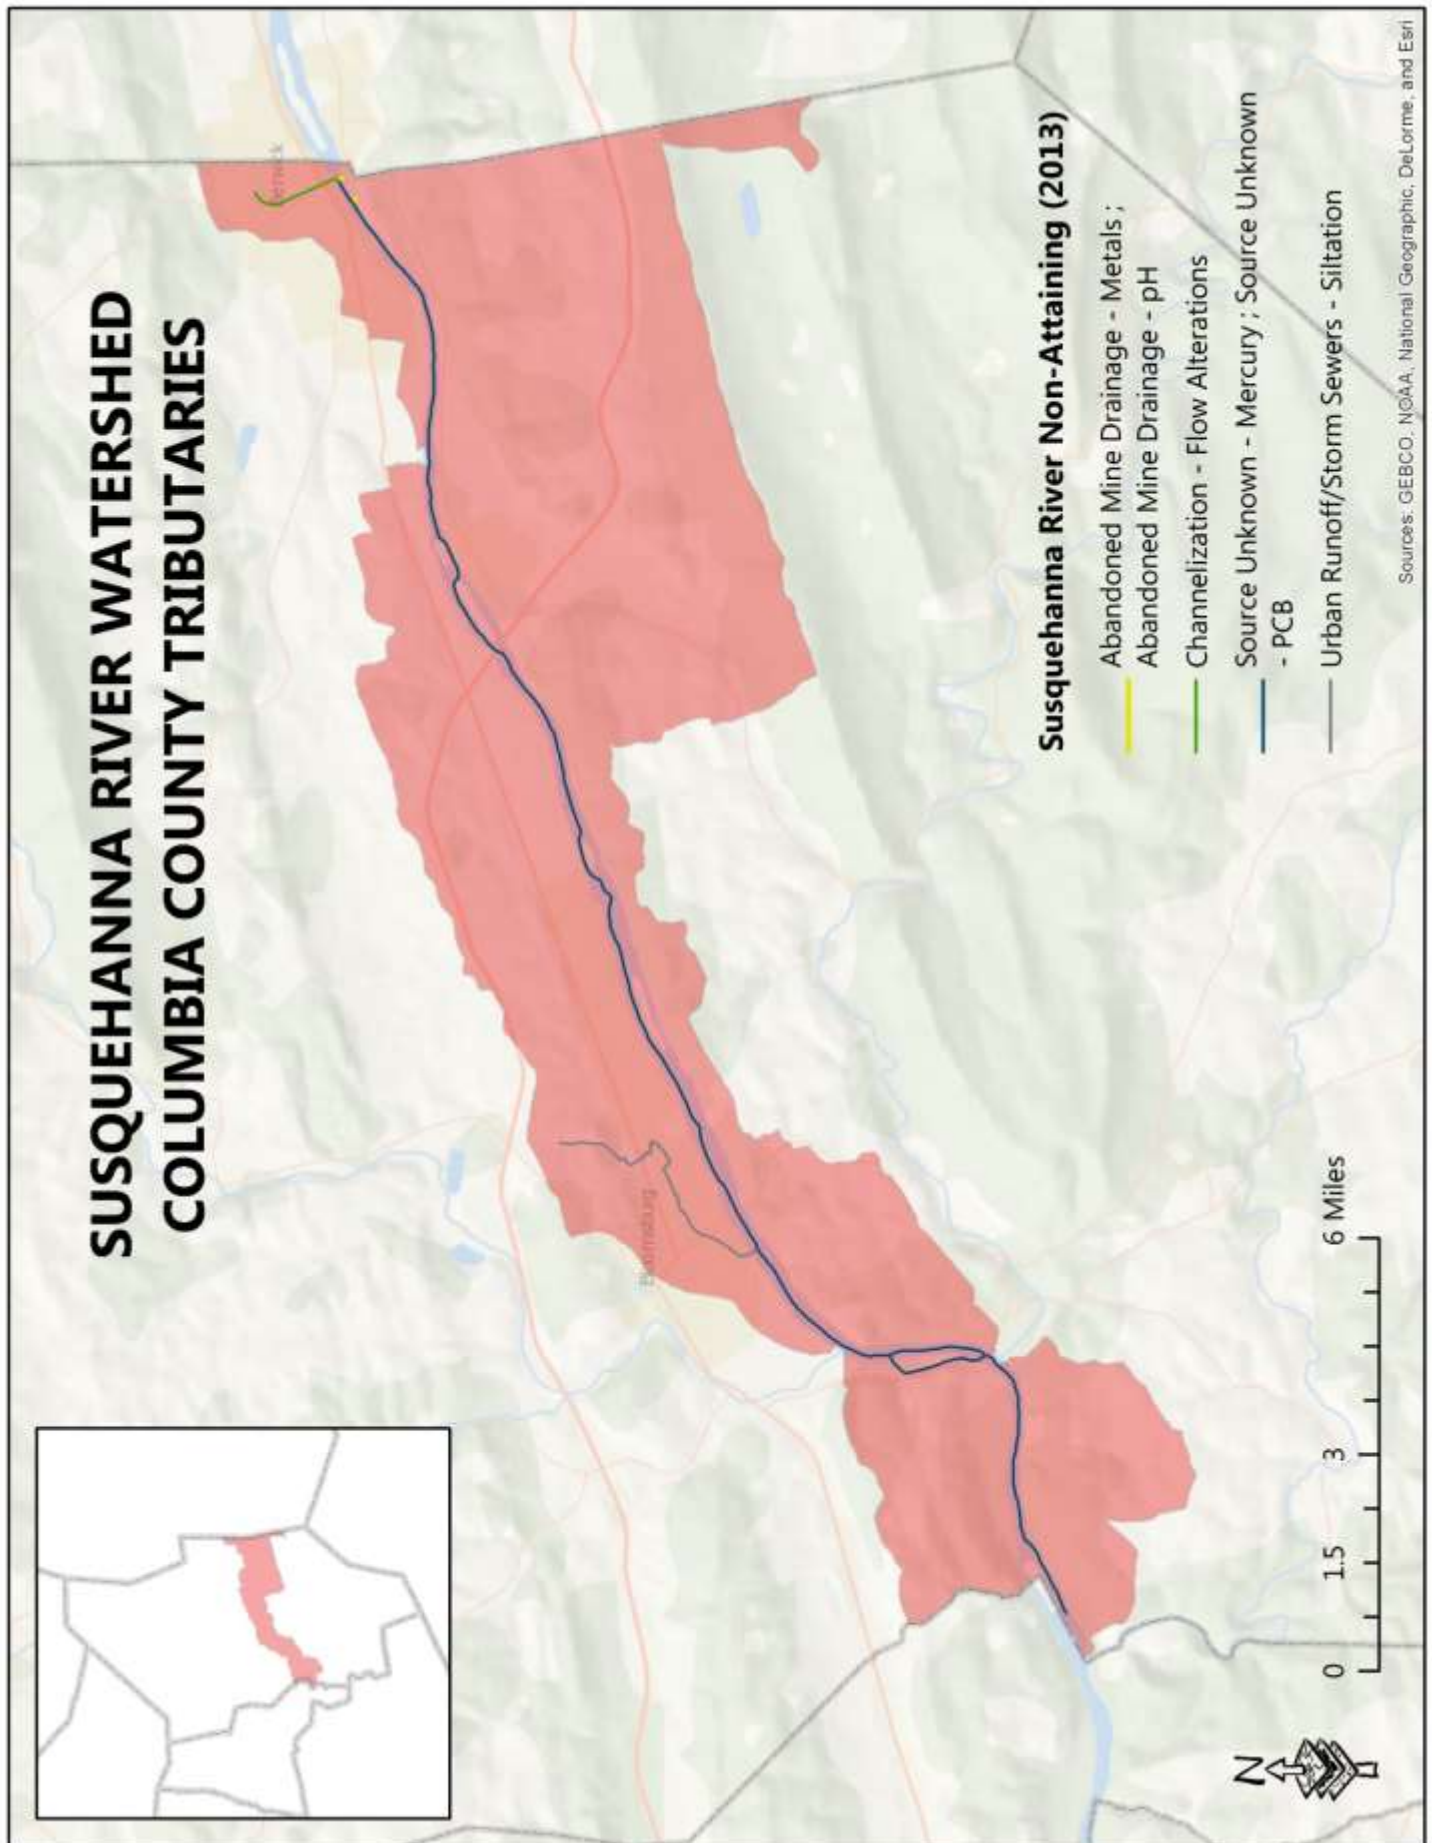 SUSQUEHANNA RIVER WATERSHED
COLUMBIA COUNTY TRIBUTARIES
Susquehanna River Non-Attaining (2013)
Abandoned Mine Drainage - Metals ;
Abandoned Mine Drainage - pH
Channelization - Flow Alterations
Source Unknown - Mercury ; Source Unknown
- PCB
Urban Runoff/Storm Sewers - Siltation
N
0 1.5 3 6 Miles
Sources: GEBCO, NOAA, National Geographic, DeLorme, and Esri